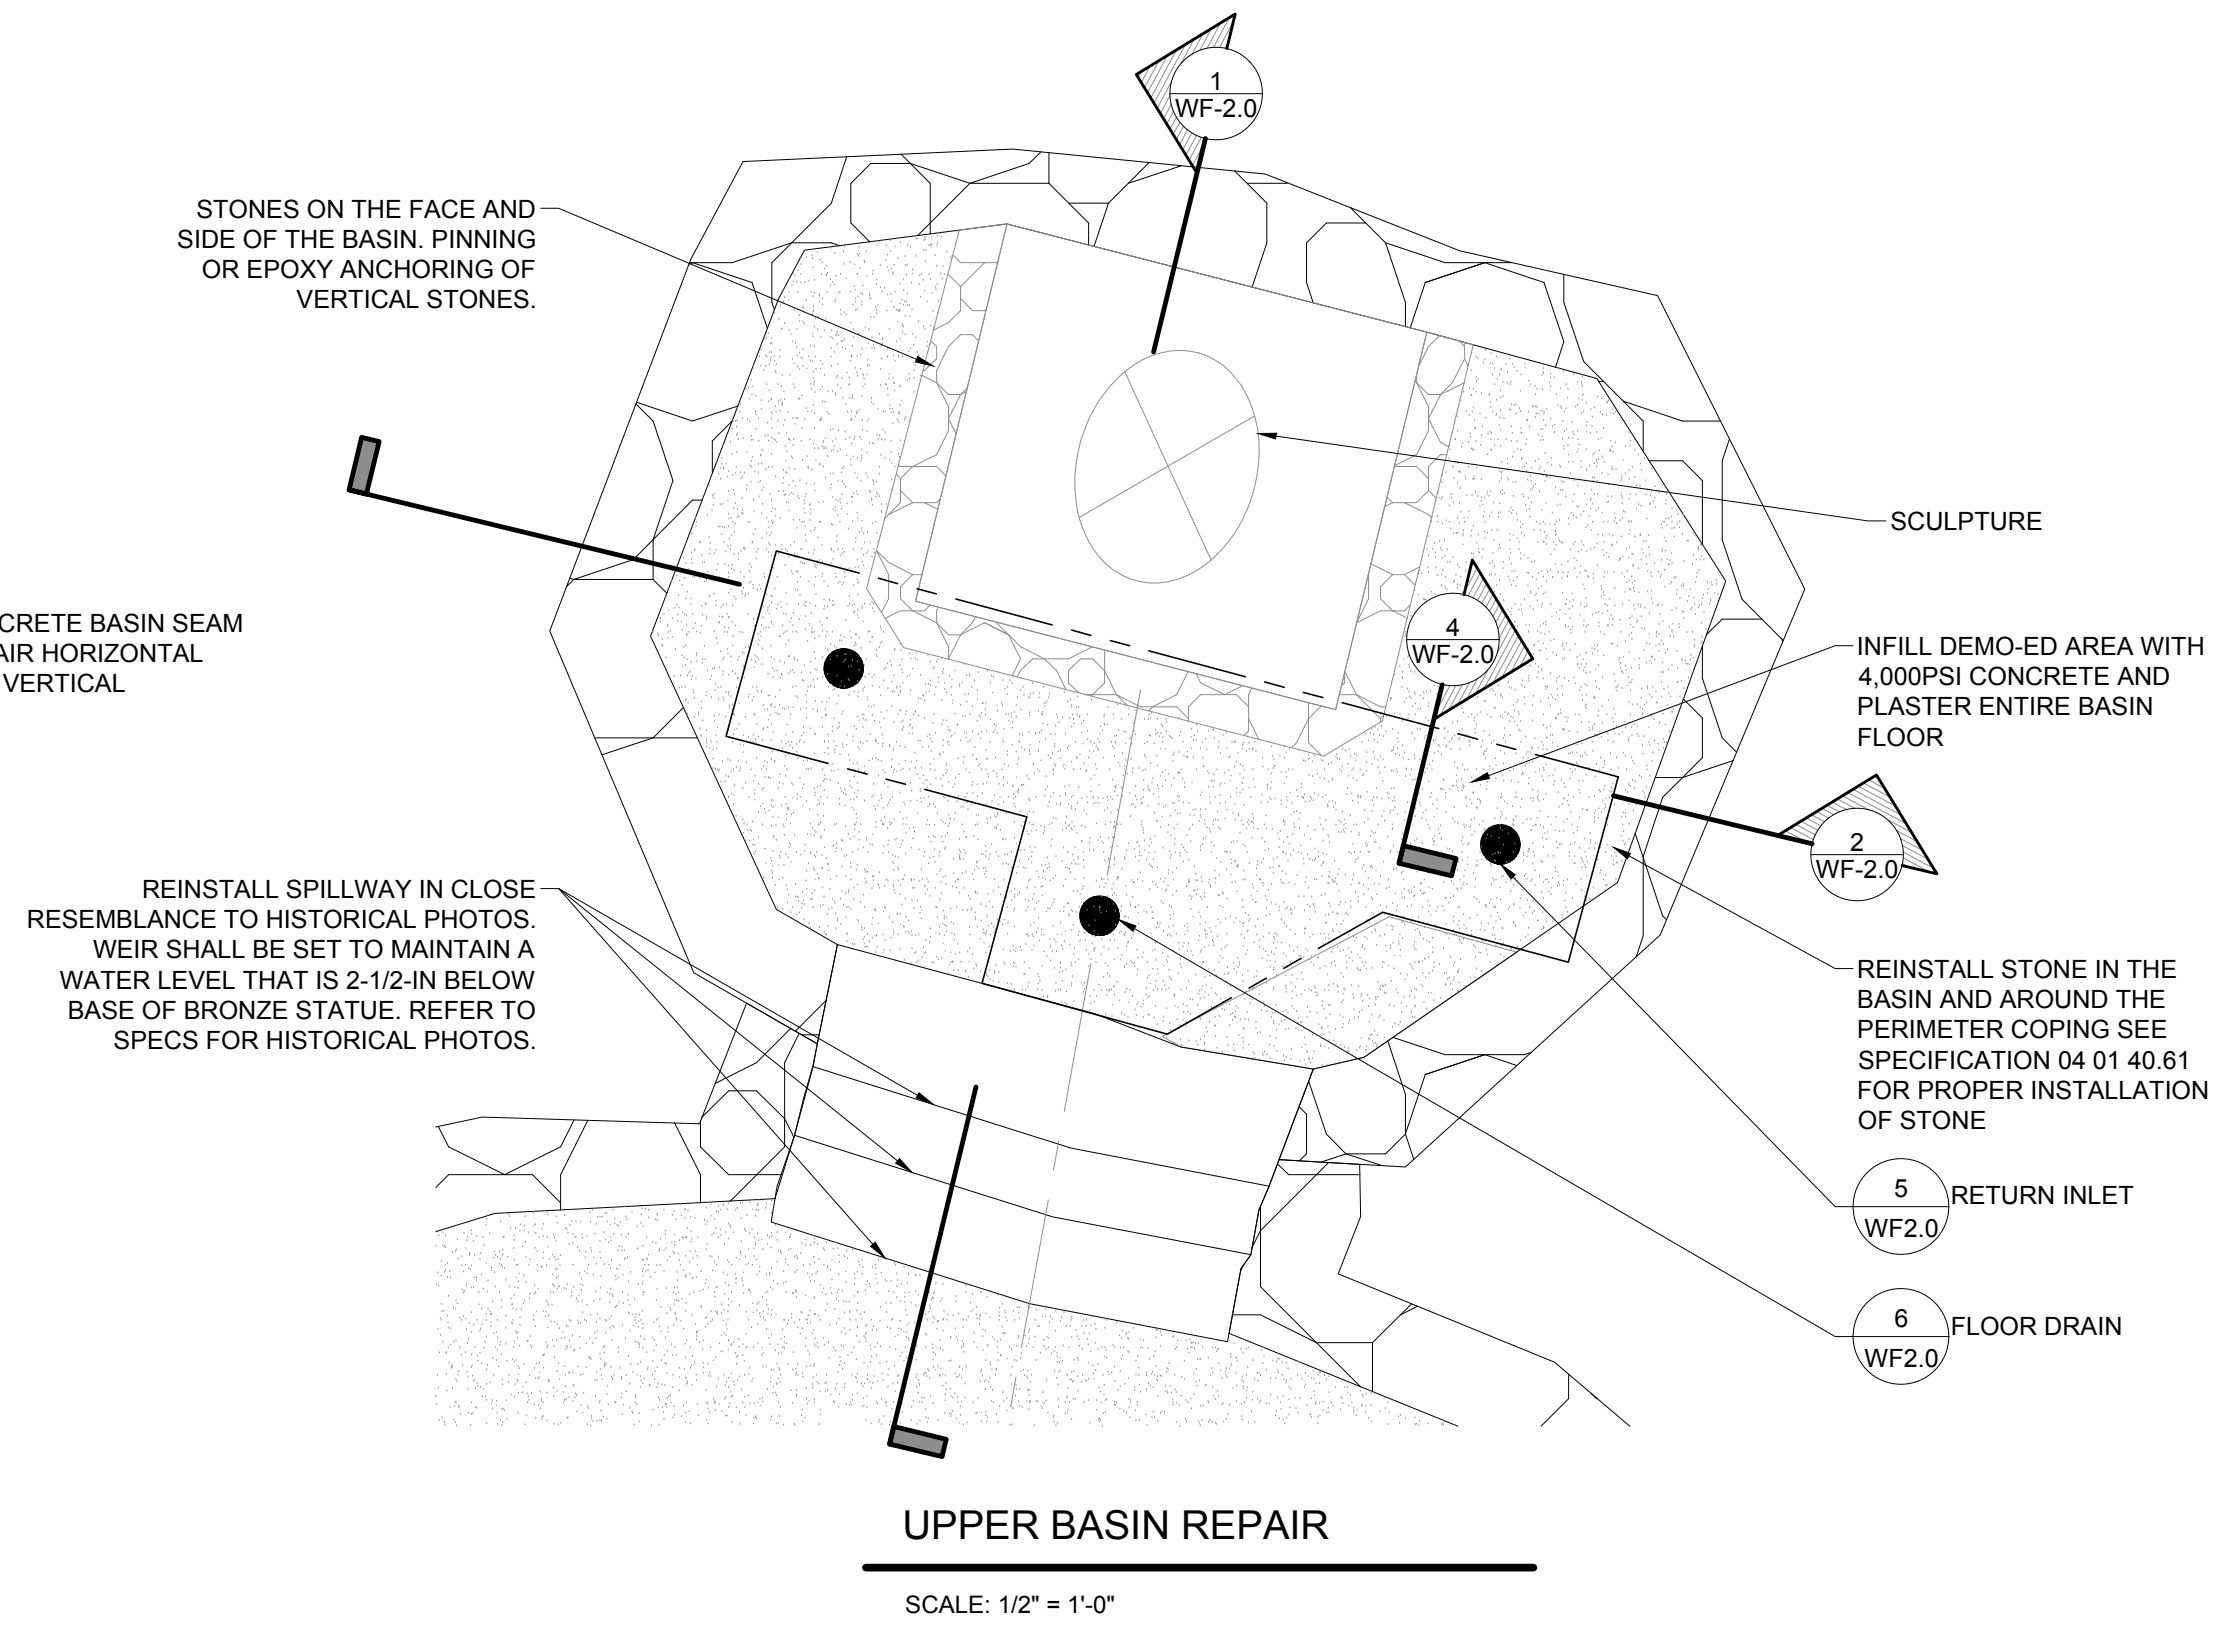 1
WF-2.0
STONES ON THE FACE AND
SIDE OF THE BASIN. PINNING
OR EPOXY ANCHORING OF
VERTICAL STONES.
SCULPTURE
CRETE BASIN SEAM
AIR HORIZONTAL
VERTICAL
4
WF-2.0
INFILL DEMO-ED AREA WITH
4,000PSI CONCRETE AND
PLASTER ENTIRE BASIN
FLOOR
2
WF-2.0
REINSTALL SPILLWAY IN CLOSE
RESEMBLANCE TO HISTORICAL PHOTOS.
WEIR SHALL BE SET TO MAINTAIN A
WATER LEVEL THAT IS 2-1/2-IN BELOW
BASE OF BRONZE STATUE. REFER TO
SPECS FOR HISTORICAL PHOTOS.
REINSTALL STONE IN THE
BASIN AND AROUND THE
PERIMETER COPING SEE
SPECIFICATION 04 01 40.61
FOR PROPER INSTALLATION
OF STONE
5
WF2.0
RETURN INLET
6
WF2.0
FLOOR DRAIN
UPPER BASIN REPAIR
SCALE: 1/2" = 1'-0"